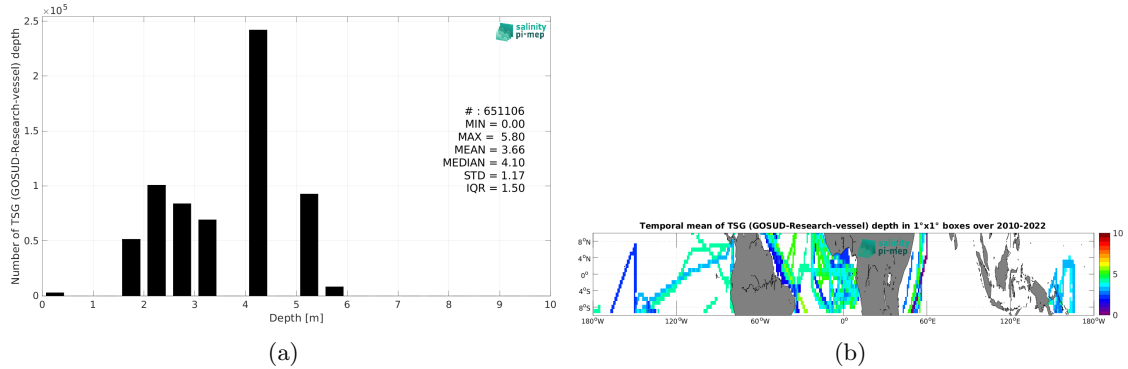 ×10⁵
2.5
2
1.5
1
0.5
0
Number of TSG (GOSUD-Research-vessel) depth
salinity
pi-mep
# : 651106
MIN = 0.00
MAX = 5.80
MEAN = 3.66
MEDIAN = 4.10
STD = 1.17
IQR = 1.50
0 1 2 3 4 5 6 7 8 9 10
Depth [m]
(a)
Temporal mean of TSG (GOSUD-Research-vessel) depth in 1°x1° boxes over 2010-2022
salinity
pi-mep
8°N
4°N
0°
4°S
8°S
180°W 120°W 60°W 0° 60°E 120°E 180°W
10
5
0
(b)